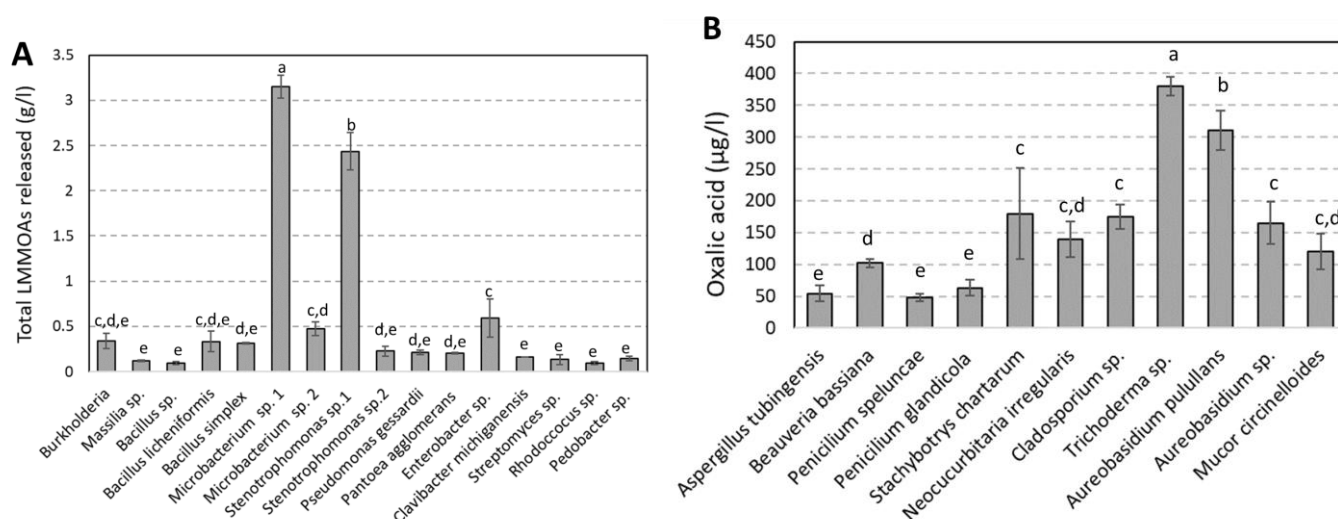 A
Total LMMOAs released (g/l)
3.5
3
2.5
2
1.5
1
0.5
0
c,d,e
e
e
c,d,e
d,e
a
c,d
b
d,e
d,e
d,e
c
e
e
e
e
Burkholderia
Massilia sp.
Bacillus sp.
Bacillus licheniformis
Bacillus simplex
Microbacterium sp. 1
Microbacterium sp. 2
Stenotrophomonas sp.1
Stenotrophomonas sp.2
Pseudomonas gessardii
Pantoea agglomerans
Enterobacter sp.
Clavibacter michiganensis
Streptomyces sp.
Rhodoccocus sp.
Pedobacter sp.
B
Oxalic acid (µg/l)
450
400
350
300
250
200
150
100
50
0
e
d
e
e
c
c,d
c
a
b
c
c,d
Aspergillus tubingensis
Beauveria bassiana
Penicillium speluncae
Penicillium glandicola
Stachybotrys chartarum
Neocucurbitaria irregularis
Cladosporium sp.
Trichoderma sp.
Aureobasidium pulullans
Aureobasidium sp.
Mucor circinelloides